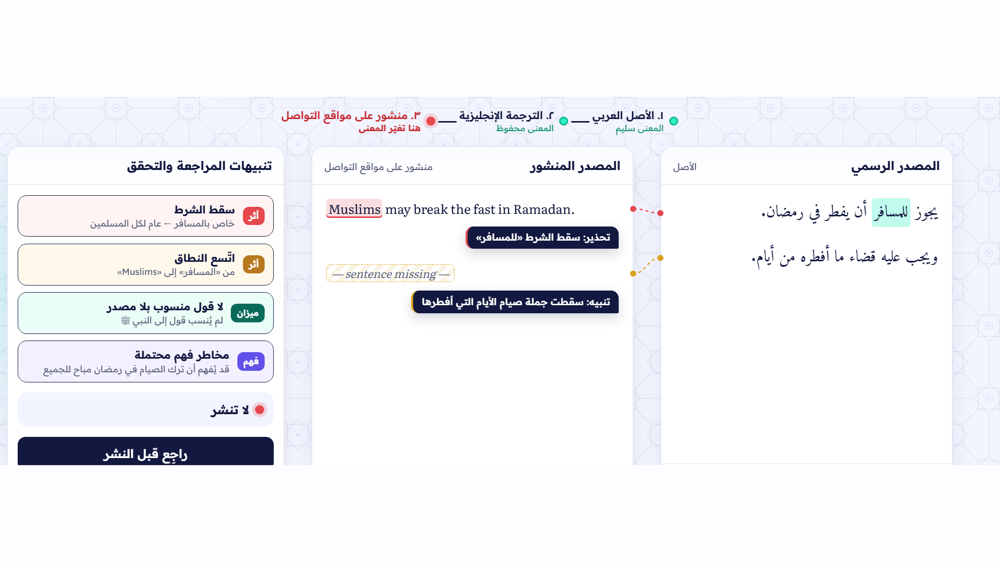 ١. الأصل العربي
المعنى سليم
٢. الترجمة الإنجليزية
المعنى محفوظ
٣. منشور على مواقع التواصل
هنا تغيّر المعنى
المصدر الرسمي
الأصل
يجوز للمسافر أن يفطر في رمضان.
ويجب عليه قضاء ما أفطره من أيام.
المصدر المنشور
منشور على مواقع التواصل
Muslims may break the fast in Ramadan.
تحذير: سقط الشرط «للمسافر»
— sentence missing —
تنبيه: سقطت جملة صيام الأيام التي أفطرها
تنبيهات المراجعة والتحقق
أثر
سقط الشرط
خاص بالمسافر ← عام لكل المسلمين
أثر
اتّسع النطاق
من «المسافر» إلى «Muslims»
ميزان
لا قول منسوب بلا مصدر
لم يُنسب قول إلى النبي ﷺ
فهم
مخاطر فهم محتملة
قد يُفهم أن ترك الصيام في رمضان مباح للجميع
لا تنشر
راجِع قبل النشر